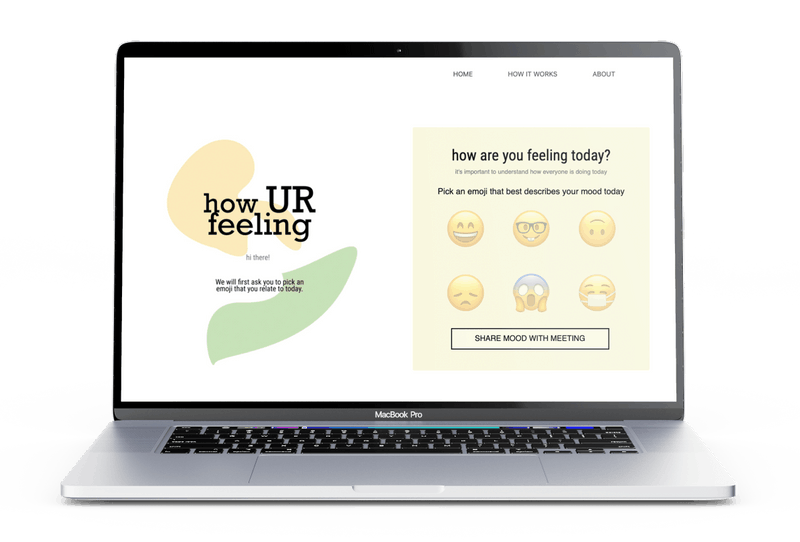 HOME HOW IT WORKS ABOUT
how UR
feeling
hi there!
We will first ask you to pick an
emoji that you relate to today.
how are you feeling today?
it's important to understand how everyone is doing today
Pick an emoji that best describes your mood today
SHARE MOOD WITH MEETING
MacBook Pro